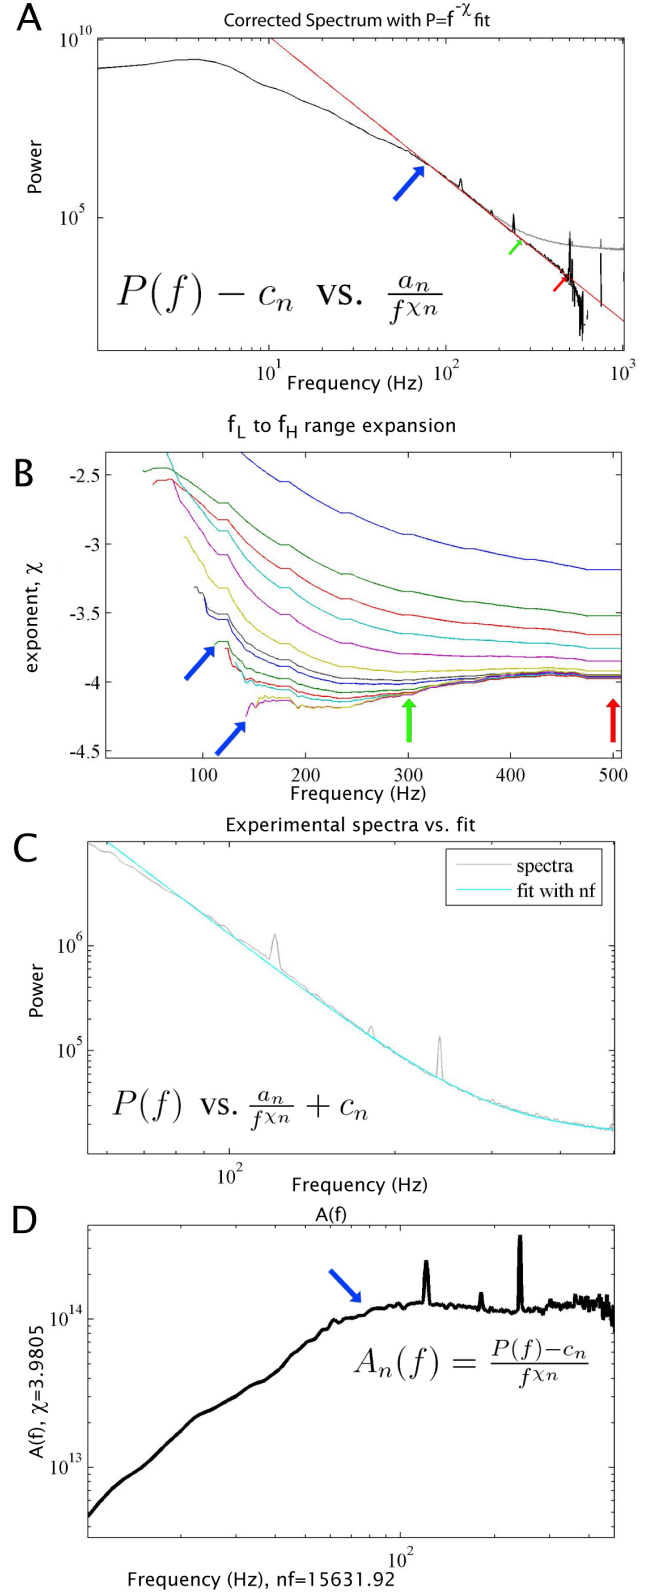 A
Corrected Spectrum with P=f^-χ fit
10^10
Power
10^5
P(f) − c_n vs. a_n/f^χ_n
10^1
10^2
10^3
Frequency (Hz)
f_L to f_H range expansion
B
-2.5
-3
-3.5
-4
-4.5
exponent, χ
100
200
300
400
500
Frequency (Hz)
Experimental spectra vs. fit
C
spectra
fit with nf
10^6
Power
10^5
P(f) vs. a_n/f^χ_n + c_n
10^2
Frequency (Hz)
D
A(f)
10^14
A(f), χ=3.9805
A_n(f) = P(f)−c_n/f^χ_n
10^13
10^2
Frequency (Hz), nf=15631.92